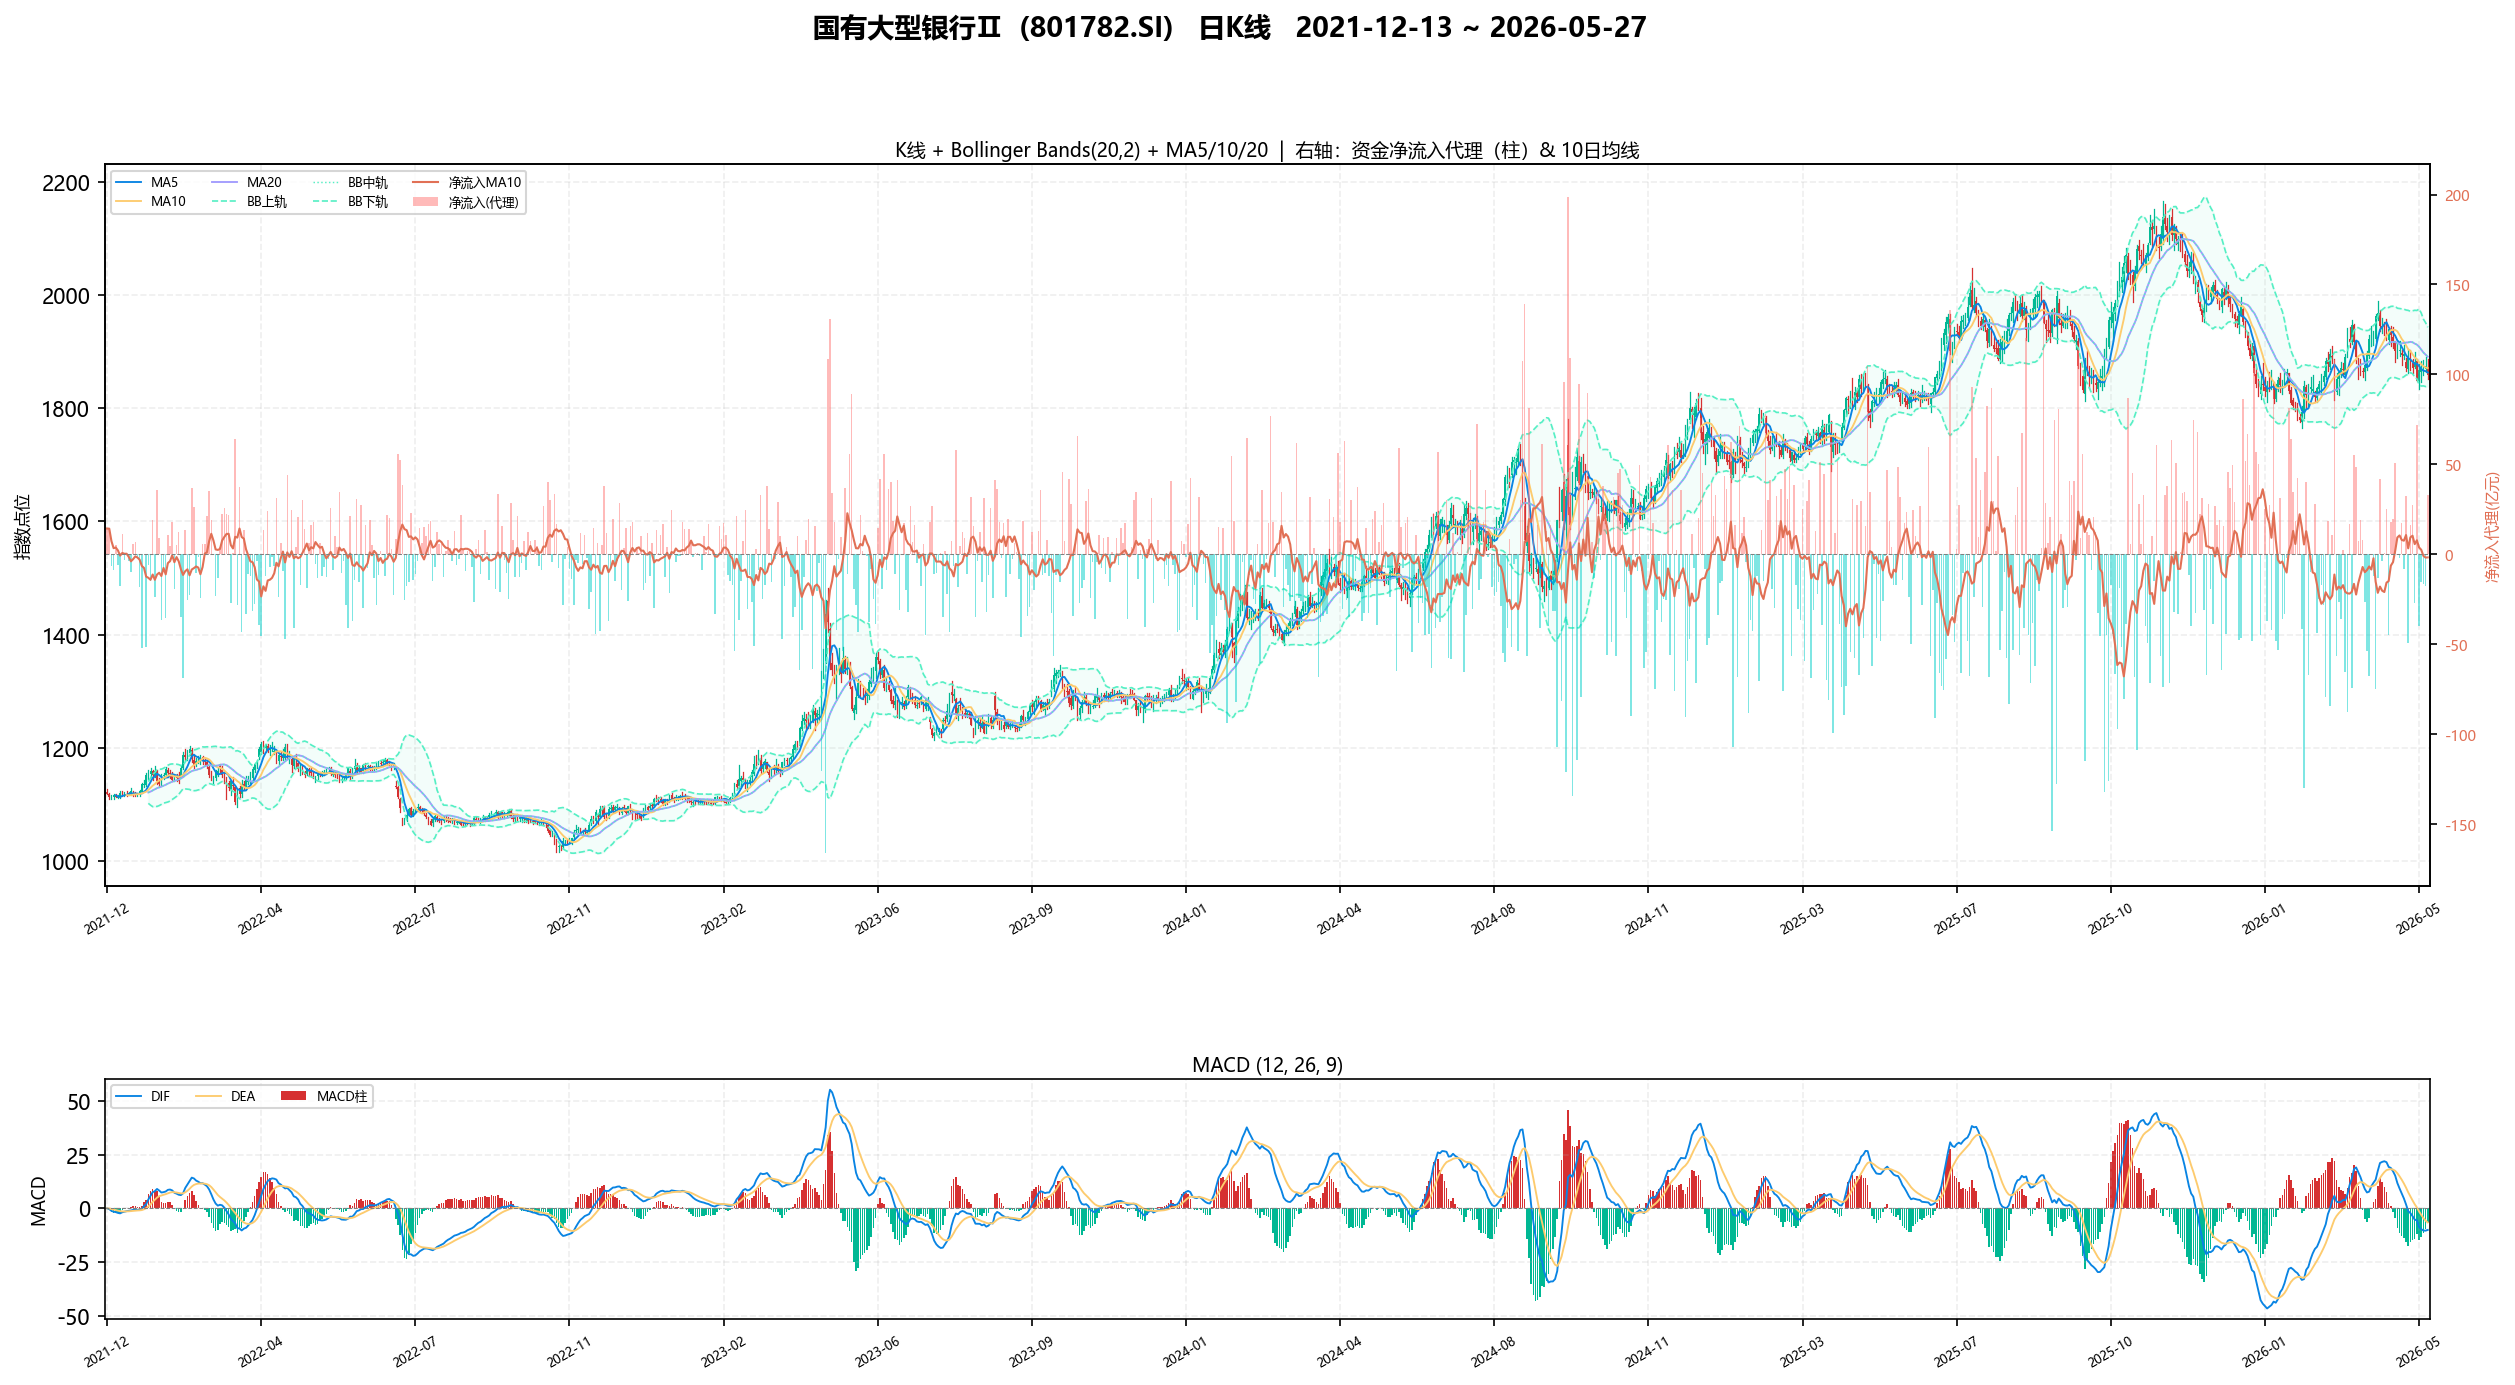 国有大型银行Ⅱ (801782.SI) 日K线 2021-12-13 ~ 2026-05-27
K线 + Bollinger Bands(20,2) + MA5/10/20 | 右轴：资金净流入代理（柱）& 10日均线
MA5 MA20 BB中轨 净流入MA10
MA10 BB上轨 BB下轨 净流入(代理)
2200
2000
1800
1600
1400
1200
1000
指数点位
200
150
100
50
0
-50
-100
-150
净流入代理(亿元)
2021-12 2022-04 2022-07 2022-11 2023-02 2023-06 2023-09 2024-01 2024-04 2024-08 2024-11 2025-03 2025-07 2025-10 2026-01 2026-05
MACD (12, 26, 9)
DIF DEA MACD柱
50
25
0
-25
-50
MACD
2021-12 2022-04 2022-07 2022-11 2023-02 2023-06 2023-09 2024-01 2024-04 2024-08 2024-11 2025-03 2025-07 2025-10 2026-01 2026-05